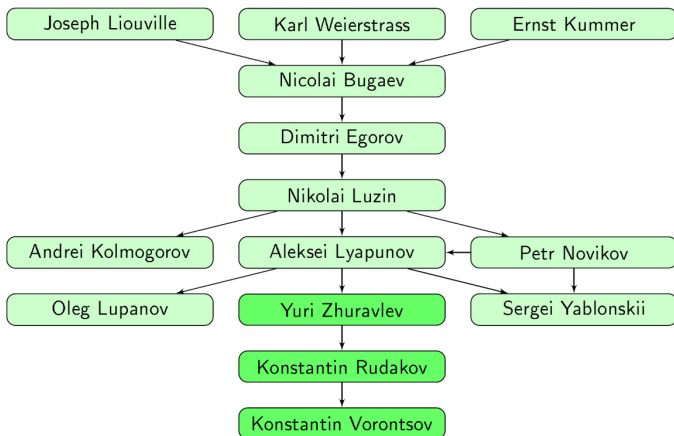 Joseph Liouville
Karl Weierstrass
Ernst Kummer
Nicolai Bugaev
Dimitri Egorov
Nikolai Luzin
Andrei Kolmogorov
Aleksei Lyapunov
Petr Novikov
Oleg Lupanov
Yuri Zhuravlev
Sergei Yablonskii
Konstantin Rudakov
Konstantin Vorontsov